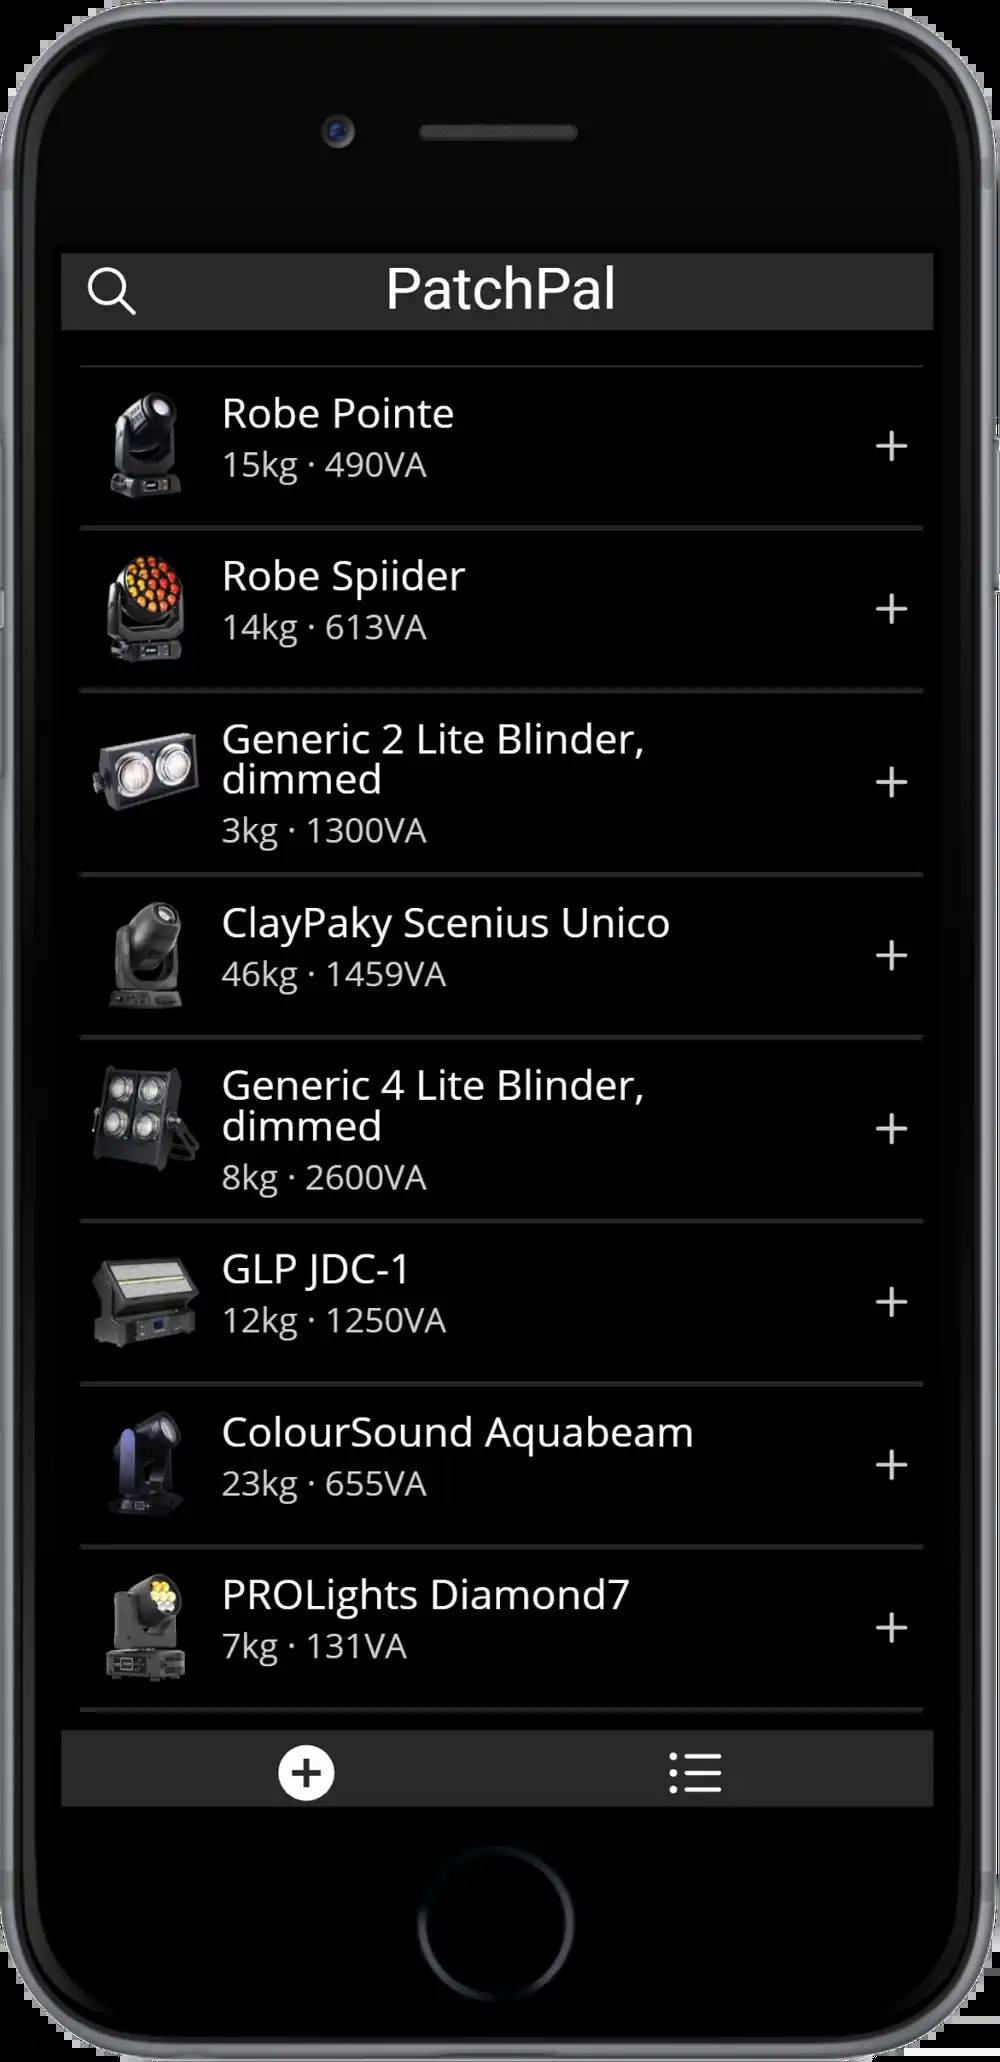 PatchPal
Robe Pointe
15kg · 490VA
Robe Spiider
14kg · 613VA
Generic 2 Lite Blinder,
dimmed
3kg · 1300VA
ClayPaky Scenius Unico
46kg · 1459VA
Generic 4 Lite Blinder,
dimmed
8kg · 2600VA
GLP JDC-1
12kg · 1250VA
ColourSound Aquabeam
23kg · 655VA
PROLights Diamond7
7kg · 131VA